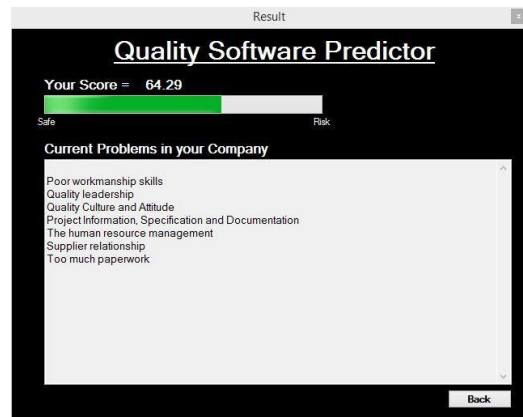 Result
x
Quality Software Predictor
Your Score = 64.29
Safe Risk
Current Problems in your Company
Poor workmanship skills
Quality leadership
Quality Culture and Attitude
Project Information, Specification and Documentation
The human resource management
Supplier relationship
Too much paperwork
Back